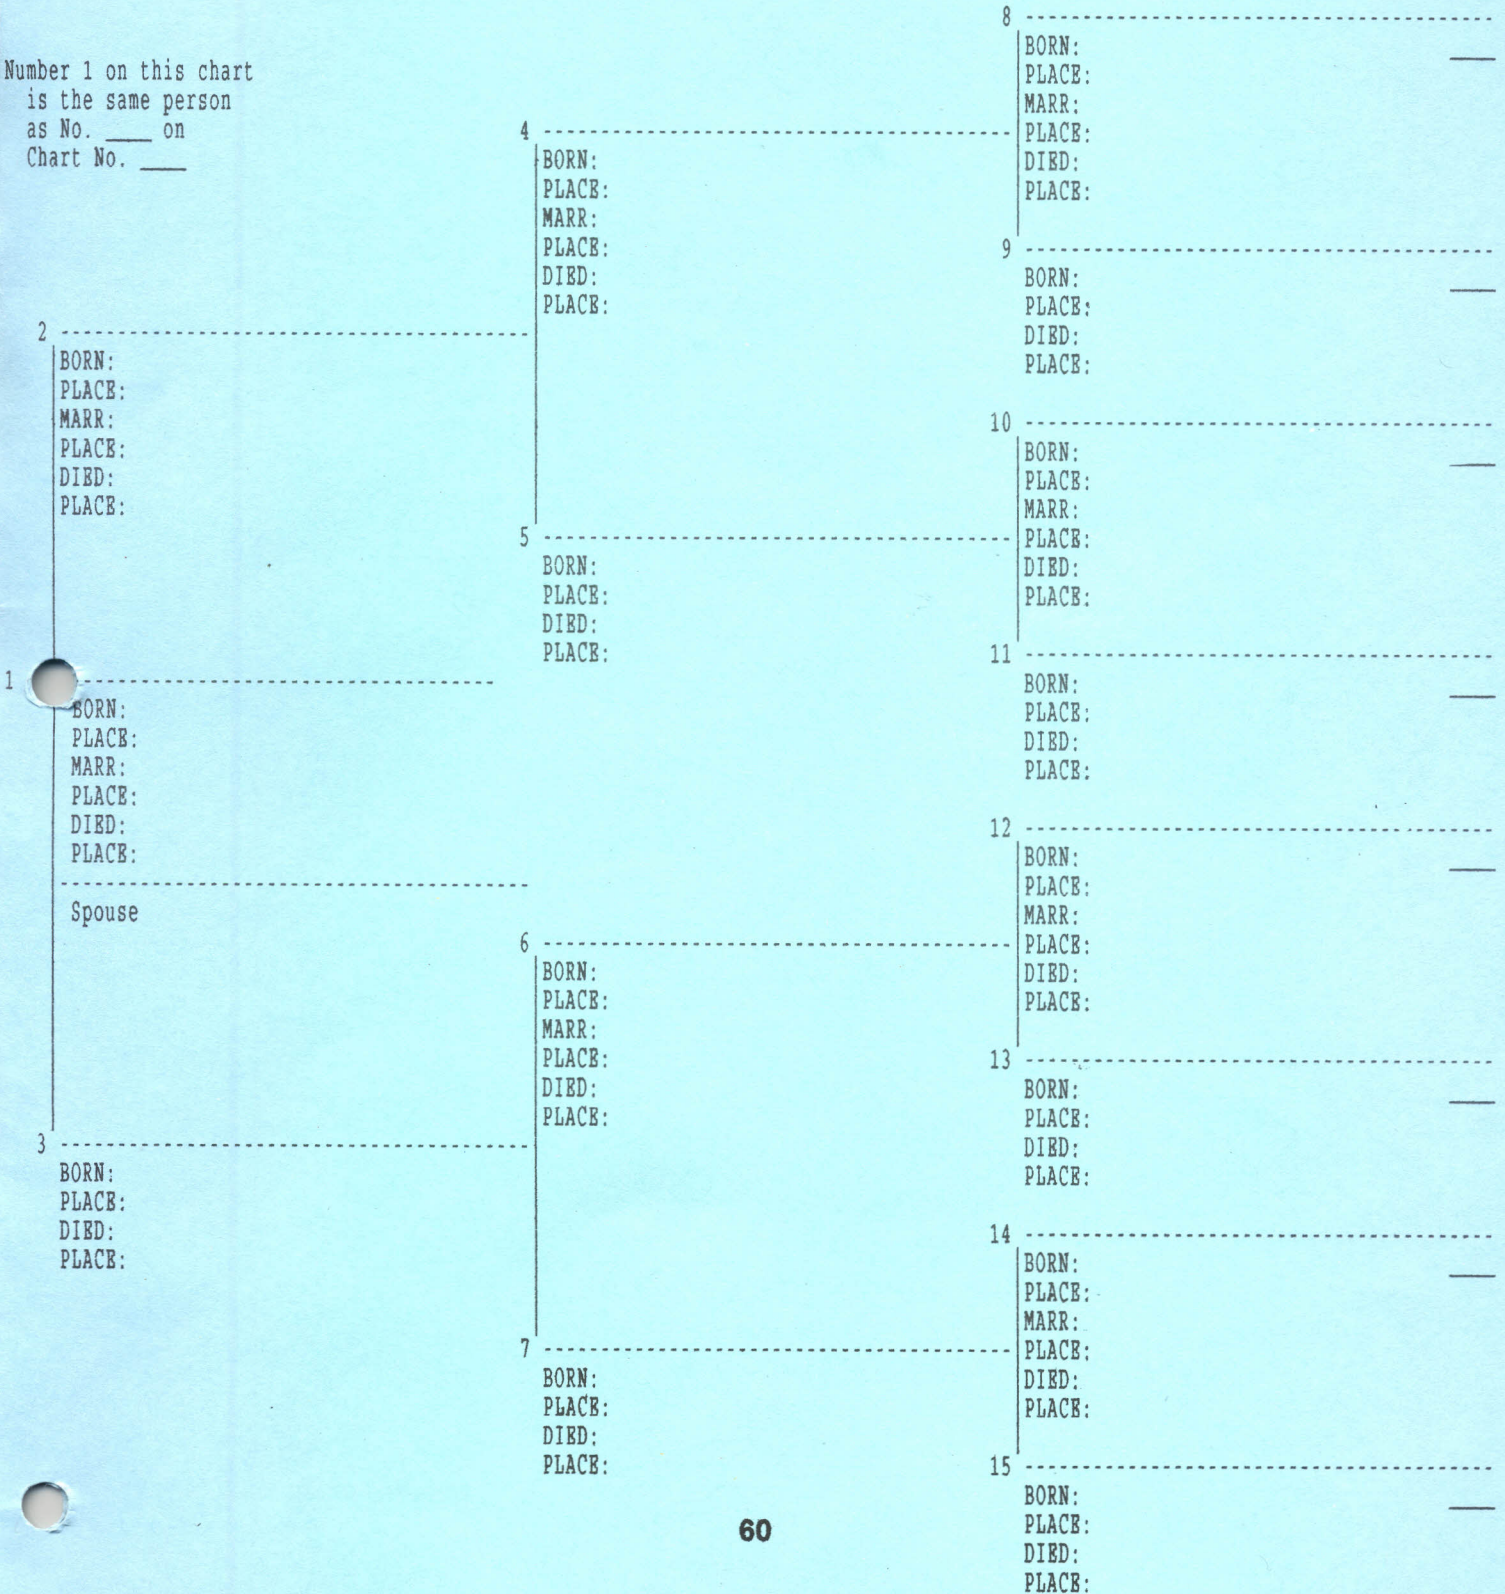 Number 1 on this chart
is the same person
as No. ____ on
Chart No. ____
2
BORN:
PLACE:
MARR:
PLACE:
DIED:
PLACE:
1
BORN:
PLACE:
MARR:
PLACE:
DIED:
PLACE:
Spouse
3
BORN:
PLACE:
DIED:
PLACE:
4
BORN:
PLACE:
MARR:
PLACE:
DIED:
PLACE:
5
BORN:
PLACE:
DIED:
PLACE:
6
BORN:
PLACE:
MARR:
PLACE:
DIED:
PLACE:
7
BORN:
PLACE:
DIED:
PLACE:
8
BORN:
PLACE:
MARR:
PLACE:
DIED:
PLACE:
9
BORN:
PLACE:
DIED:
PLACE:
10
BORN:
PLACE:
MARR:
PLACE:
DIED:
PLACE:
11
BORN:
PLACE:
DIED:
PLACE:
12
BORN:
PLACE:
MARR:
PLACE:
DIED:
PLACE:
13
BORN:
PLACE:
DIED:
PLACE:
14
BORN:
PLACE:
MARR:
PLACE:
DIED:
PLACE:
15
BORN:
PLACE:
DIED:
PLACE:
60